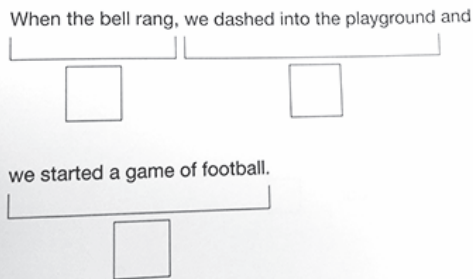 When the bell rang, we dashed into the playground and
we started a game of football.